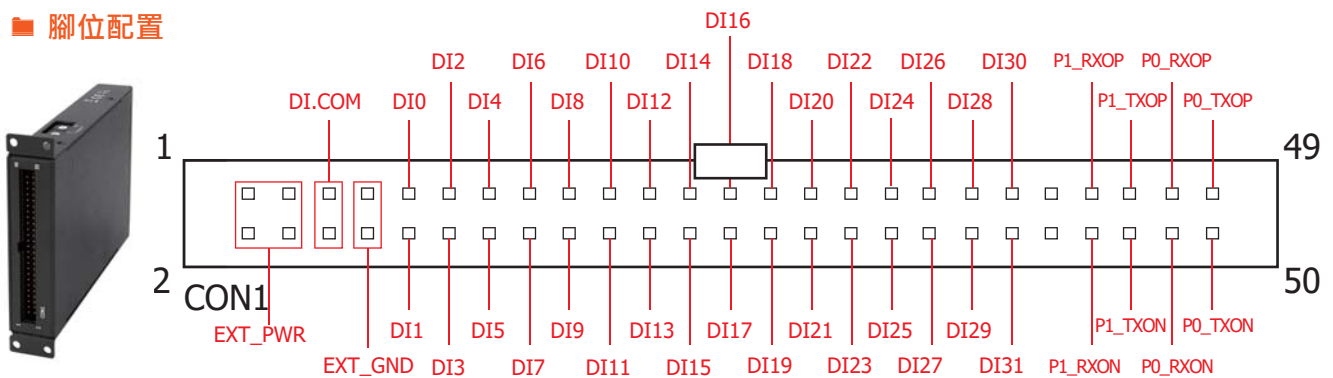 腳位配置
DI16
DI2 DI6 DI10 DI14 DI18 DI22 DI26 DI30 P1_RXOP P0_RXOP
DI.COM DI0 DI4 DI8 DI12 DI20 DI24 DI28 P1_TXOP P0_TXOP
1 49
2 50
CON1
EXT_PWR DI1 DI5 DI9 DI13 DI17 DI21 DI25 DI29 P1_TXON P0_TXON
EXT_GND DI3 DI7 DI11 DI15 DI19 DI23 DI27 DI31 P1_RXON P0_RXON